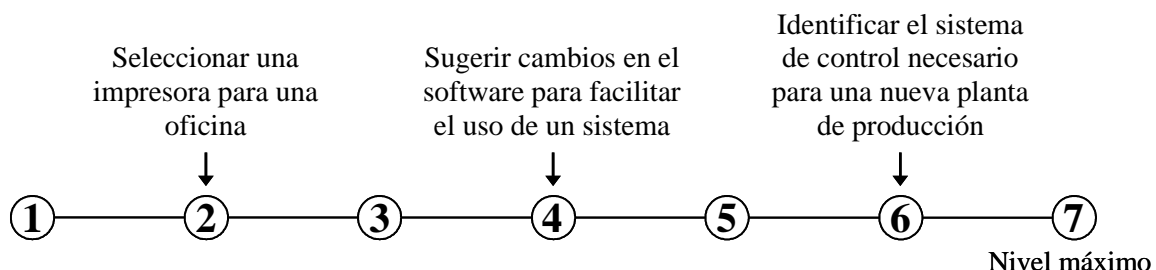 Seleccionar una
impresora para una
oficina
Sugerir cambios en el
software para facilitar
el uso de un sistema
Identificar el sistema
de control necesario
para una nueva planta
de producción
1 2 3 4 5 6 7
Nivel máximo